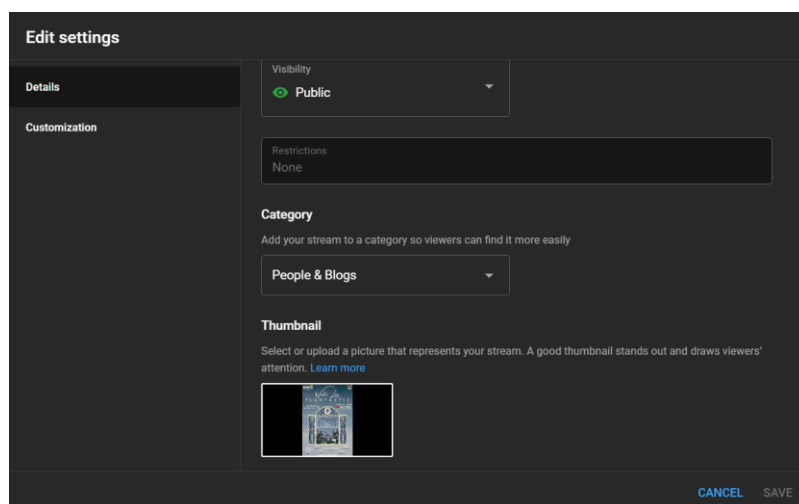 Edit settings
Details
Customization
Visibility
Public
Restrictions
None
Category
Add your stream to a category so viewers can find it more easily
People & Blogs
Thumbnail
Select or upload a picture that represents your stream. A good thumbnail stands out and draws viewers'
attention. Learn more
CANCEL SAVE